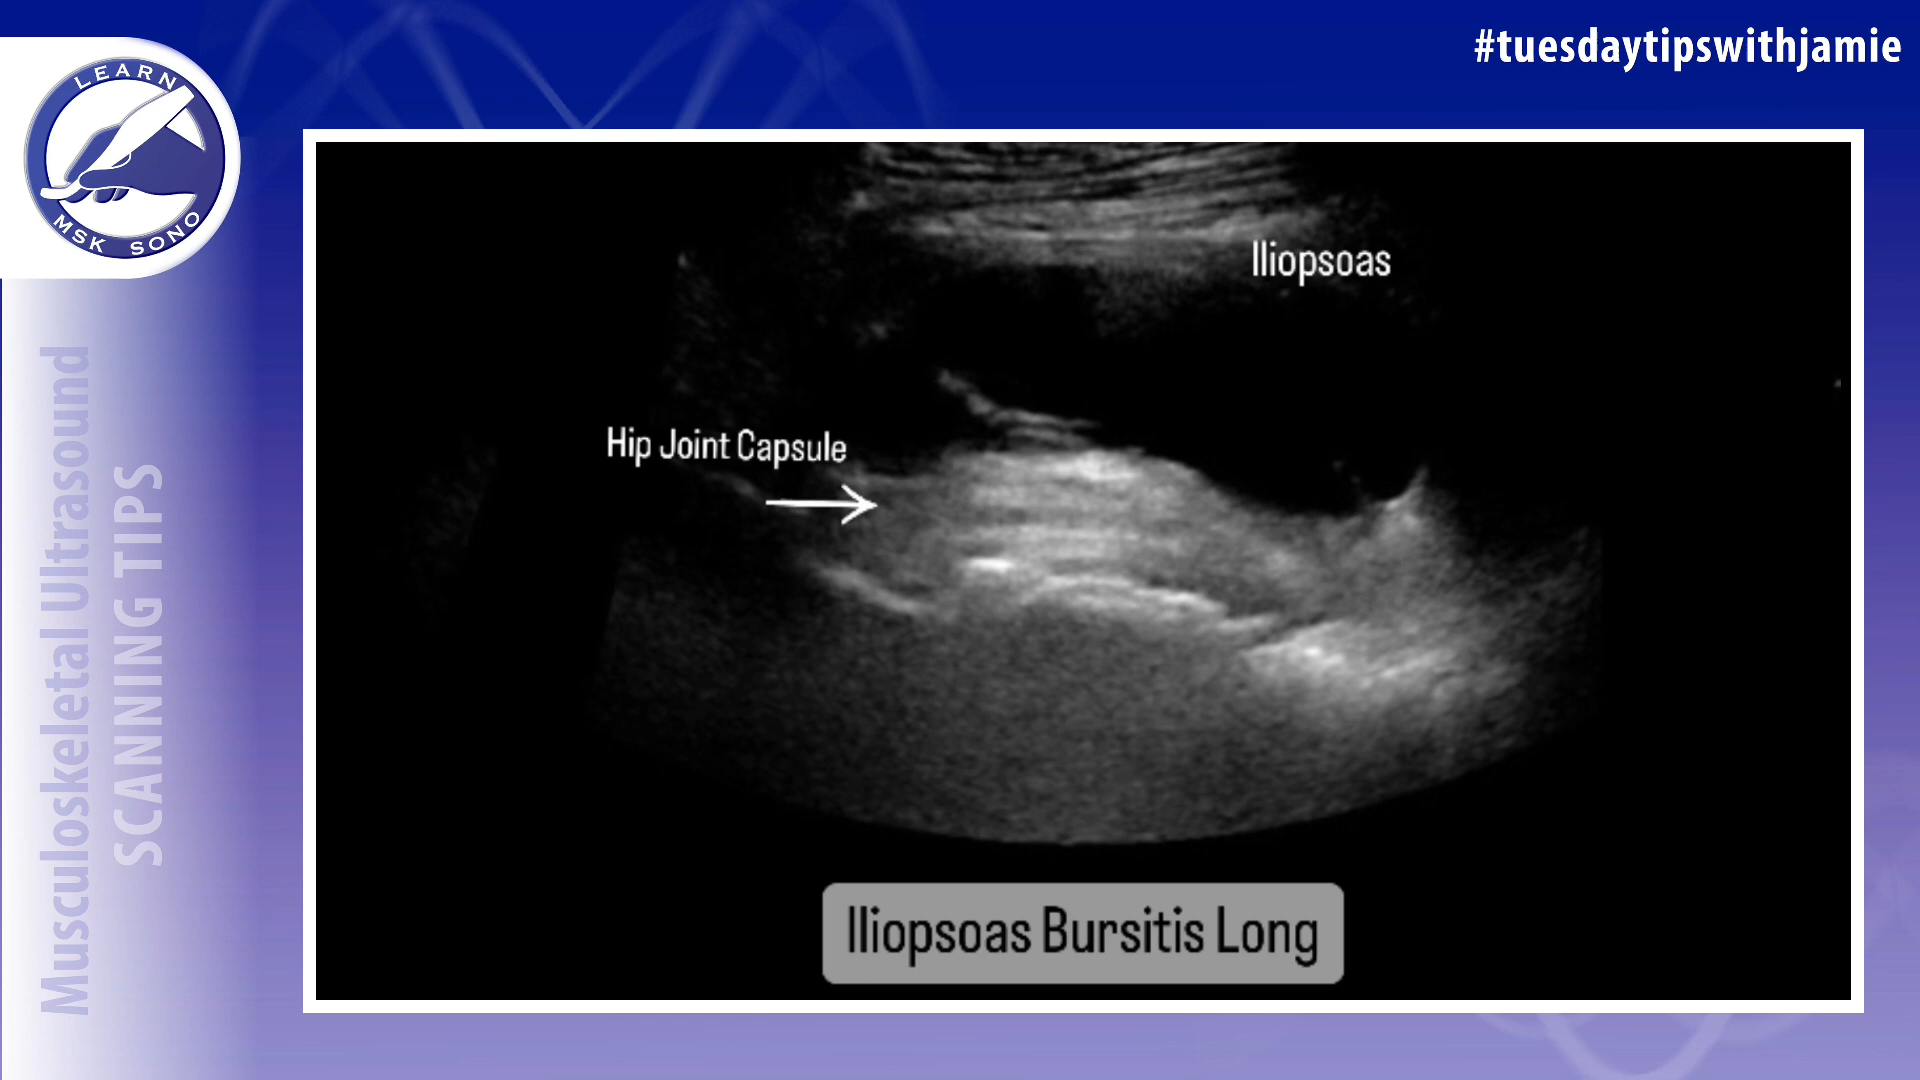 #tuesdaytipswithjamie
LEARN
MSK SONO
Musculoskeletal Ultrasound
SCANNING TIPS
Iliopsoas
Hip Joint Capsule
Iliopsoas Bursitis Long